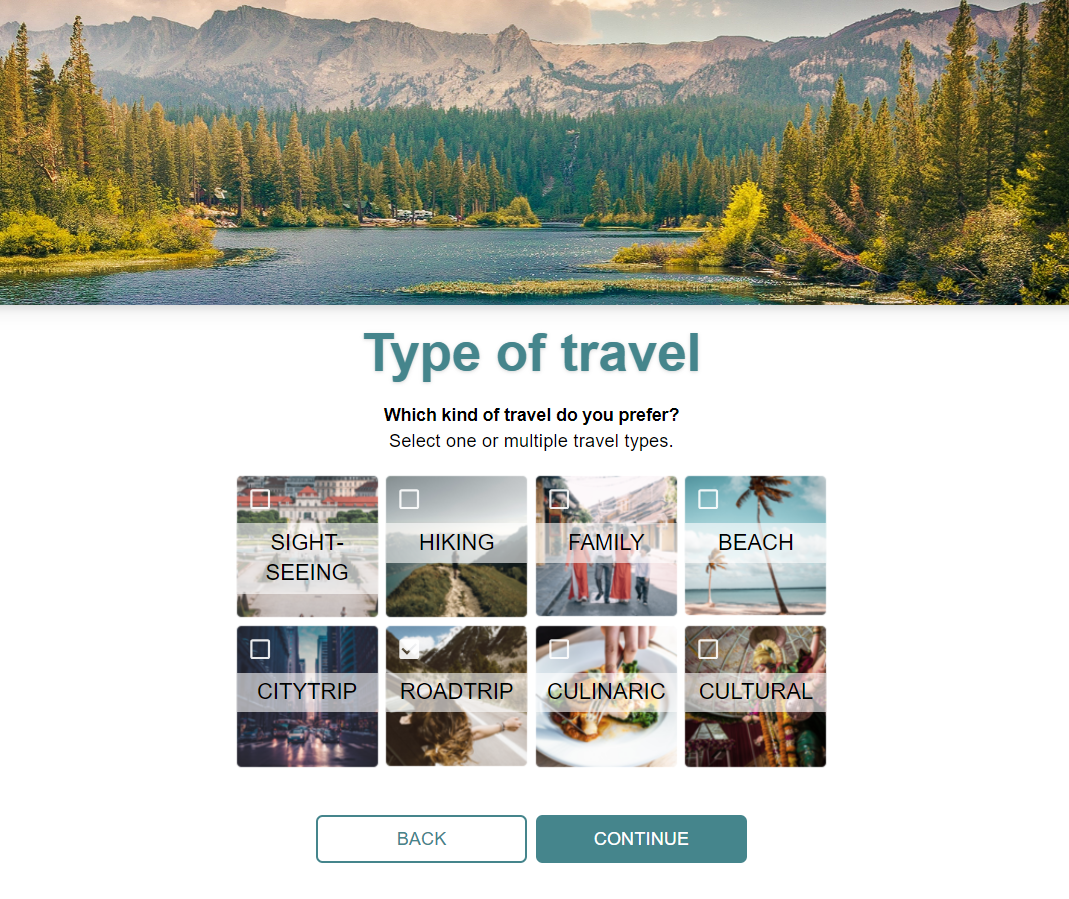 Type of travel
Which kind of travel do you prefer?
Select one or multiple travel types.
SIGHT-
SEEING
HIKING
FAMILY
BEACH
CITYTRIP
ROADTRIP
CULINARIC
CULTURAL
BACK
CONTINUE